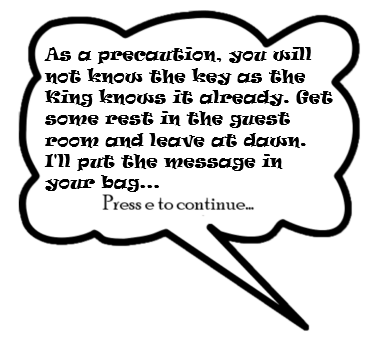 As a precaution, you will
not know the key as the
King knows it already. Get
some rest in the guest
room and leave at dawn.
I'll put the message in
your bag...
Press e to continue...